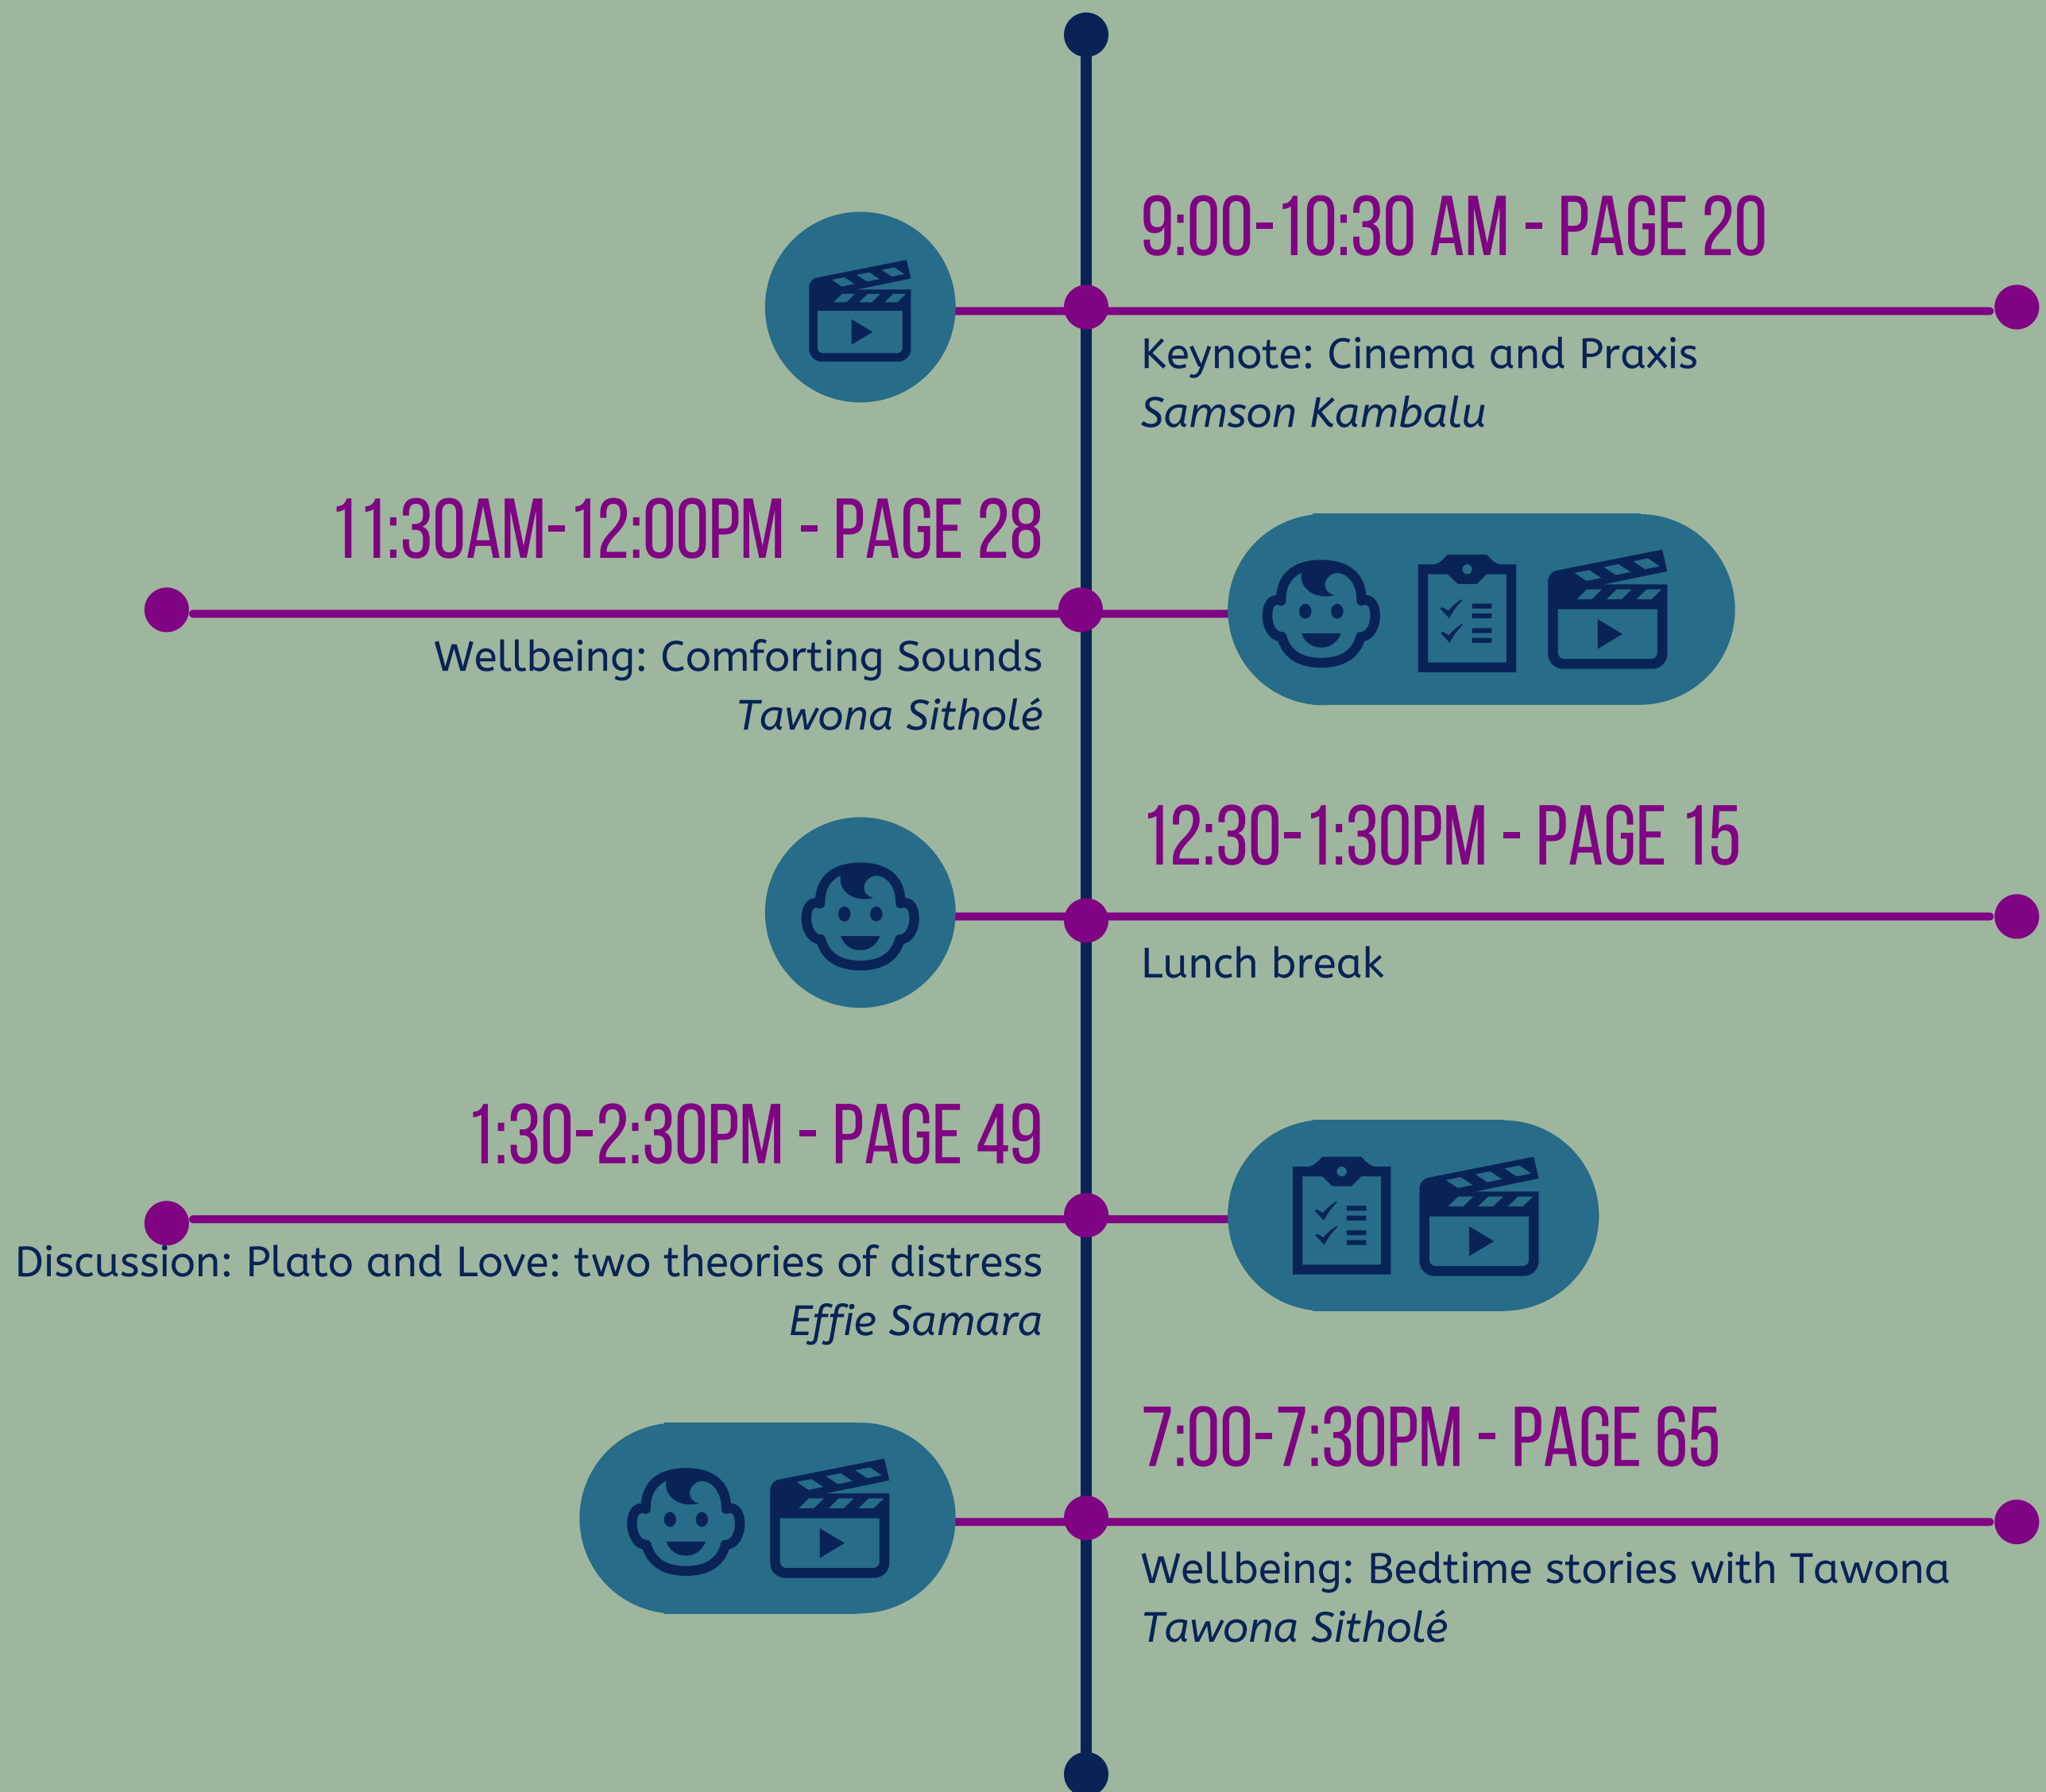 9:00-10:30 AM - PAGE 20
Keynote: Cinema and Praxis
Samson Kambalu
11:30AM-12:00PM - PAGE 28
Wellbeing: Comforting Sounds
Tawona Sitholé
12:30-1:30PM - PAGE 15
Lunch break
1:30-2:30PM - PAGE 49
Discussion: Plato and Love: two theories of distress
Effie Samara
7:00-7:30PM - PAGE 65
Wellbeing: Bedtime stories with Tawona
Tawona Sitholé